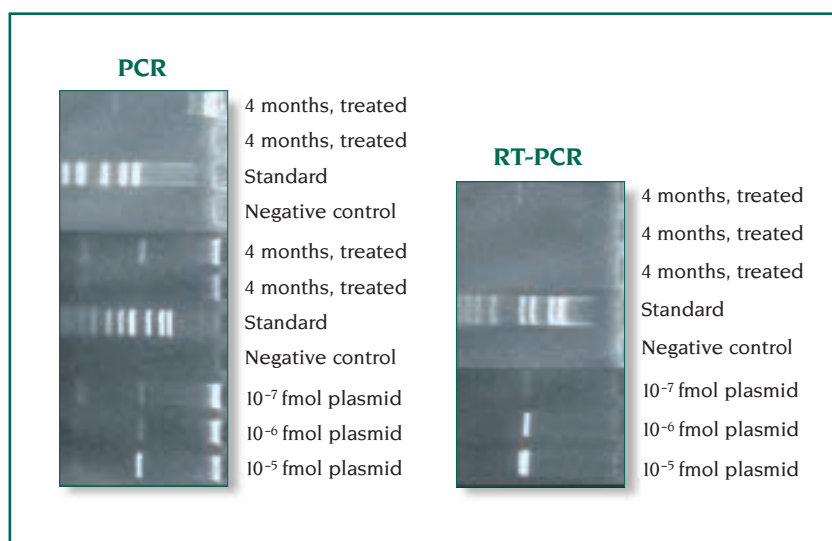 PCR
4 months, treated
4 months, treated
Standard
Negative control
4 months, treated
4 months, treated
Standard
Negative control
10⁻⁷ fmol plasmid
10⁻⁶ fmol plasmid
10⁻⁵ fmol plasmid
RT-PCR
4 months, treated
4 months, treated
4 months, treated
Standard
Negative control
10⁻⁷ fmol plasmid
10⁻⁶ fmol plasmid
10⁻⁵ fmol plasmid